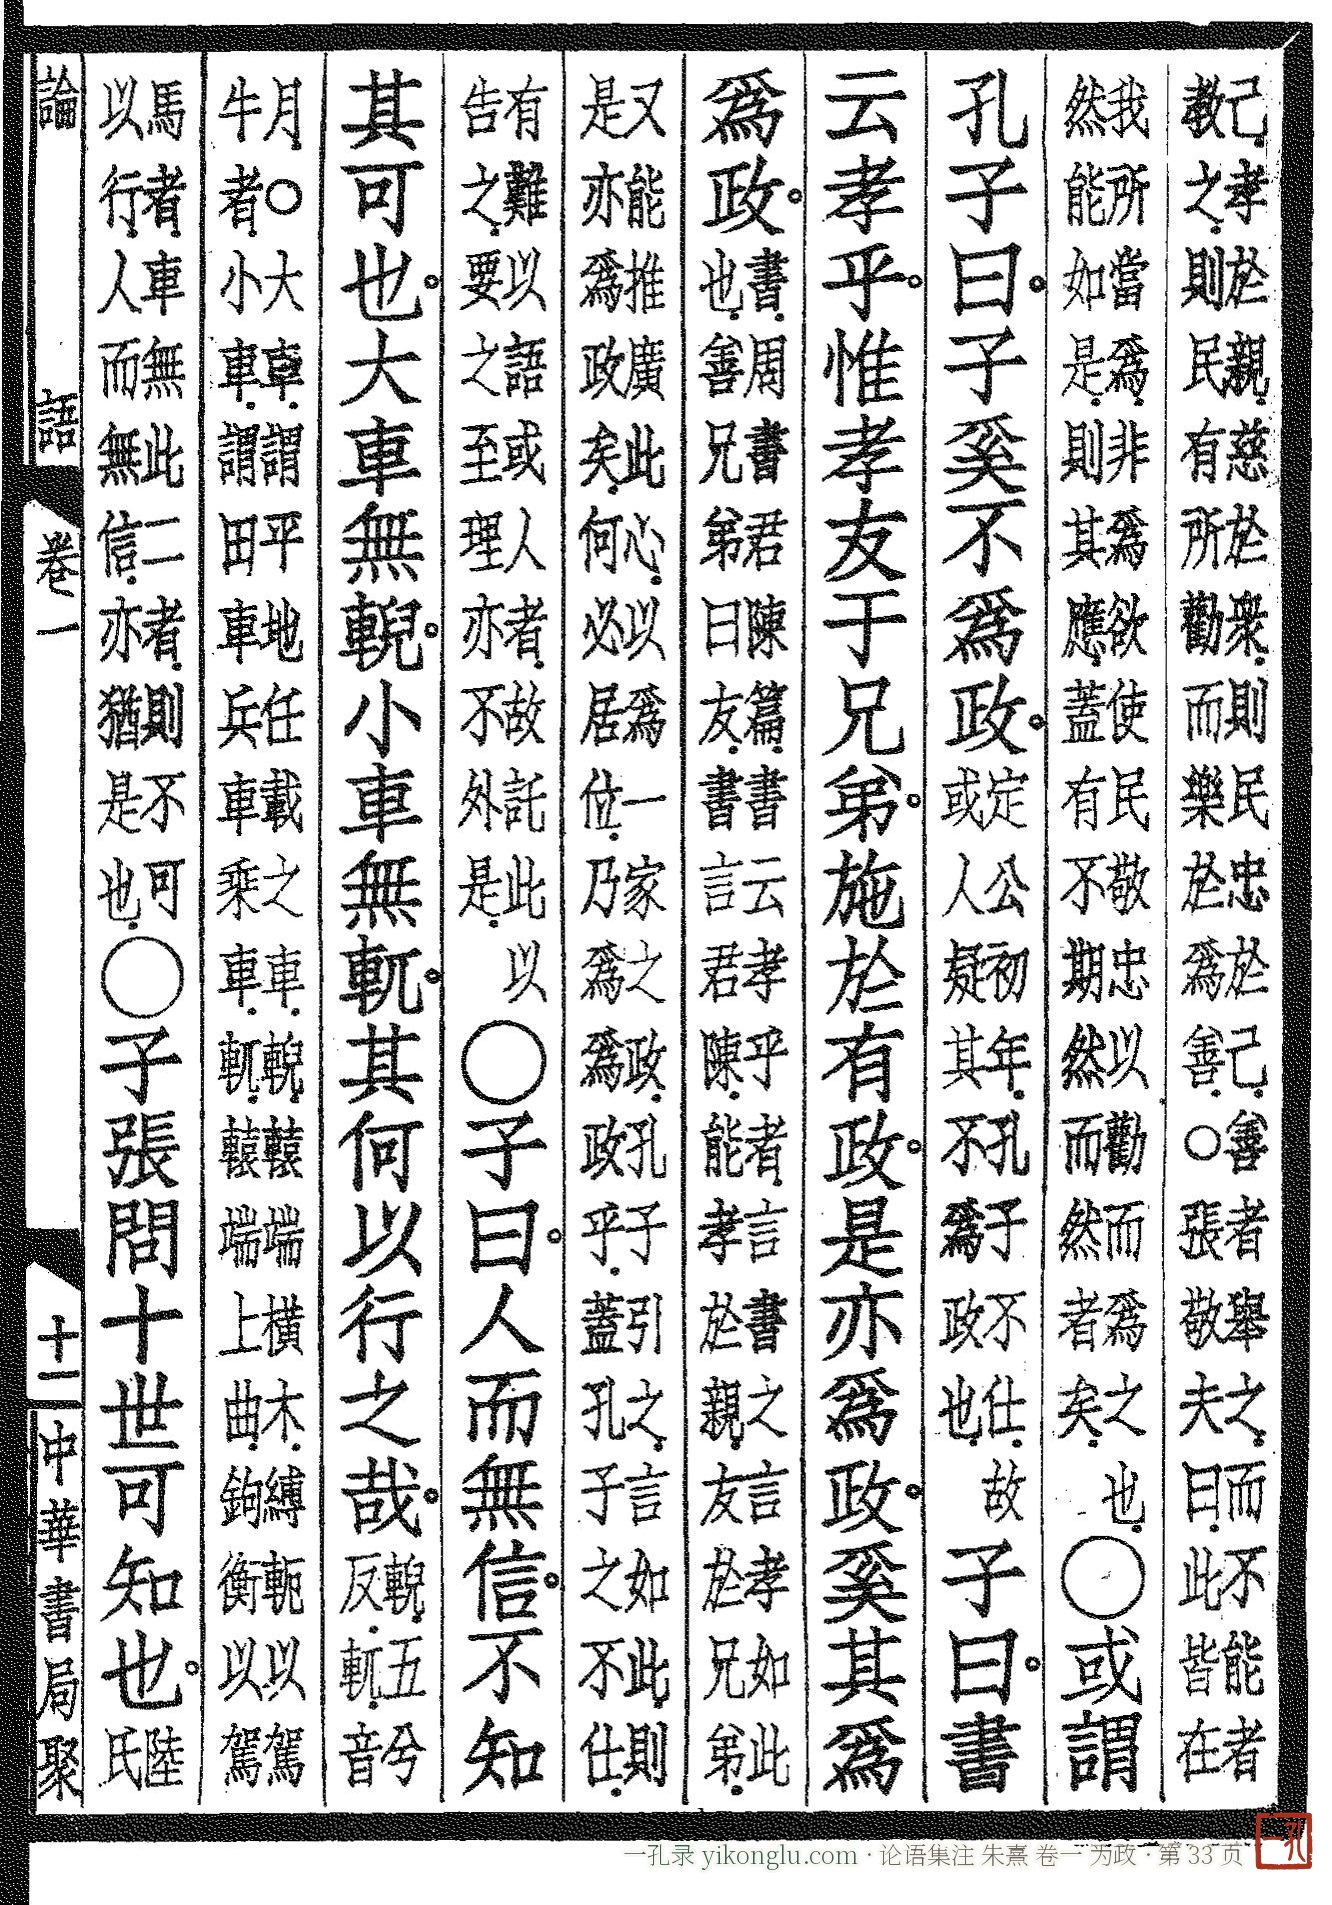 己。孝於親。慈於衆。則民忠於己。善者舉之。而不能者
教之。則民有所勸而樂於爲善。○張敬夫曰。此皆在
我所當爲。非爲欲使民敬忠以勸而爲之也。
然能如是。則其應。蓋有不期然而然者矣。
○或謂
孔子曰。子奚不爲政。
定公初年。孔子不仕。故
或人疑其不爲政也。
子曰。書
云孝乎。惟孝友于兄弟。施於有政。是亦爲政。奚其爲
爲政。
書。周書君陳篇。書云孝乎者。言書之言孝如此
也。善兄弟曰友。書言君陳。能孝於親。友於兄弟。
又能推廣此心。以爲一家之政。孔子引之。言如此。則
是亦爲政矣。何必居位。乃爲爲政乎。蓋孔子之不仕。
有難以語或人者。故託此以
告之。要之至理亦不外是。
○子曰。人而無信。不知
其可也。大車無輗。小車無軏。其何以行之哉。
輗。五兮
反。軏。音
月。○大車。謂平地任載之車。輗。轅端橫木。縛軛以駕
牛者。小車。謂田車兵車乘車。軏。轅端上曲。鉤衡以駕
馬者。車無此二者。則不可
以行。人而無信。亦猶是也。
○子張問十世可知也。
陸
氏
論語 卷一 十一 中華書局聚
一孔录 yikonglu.com · 论语集注 朱熹 卷一 为政 · 第 33 页
一孔